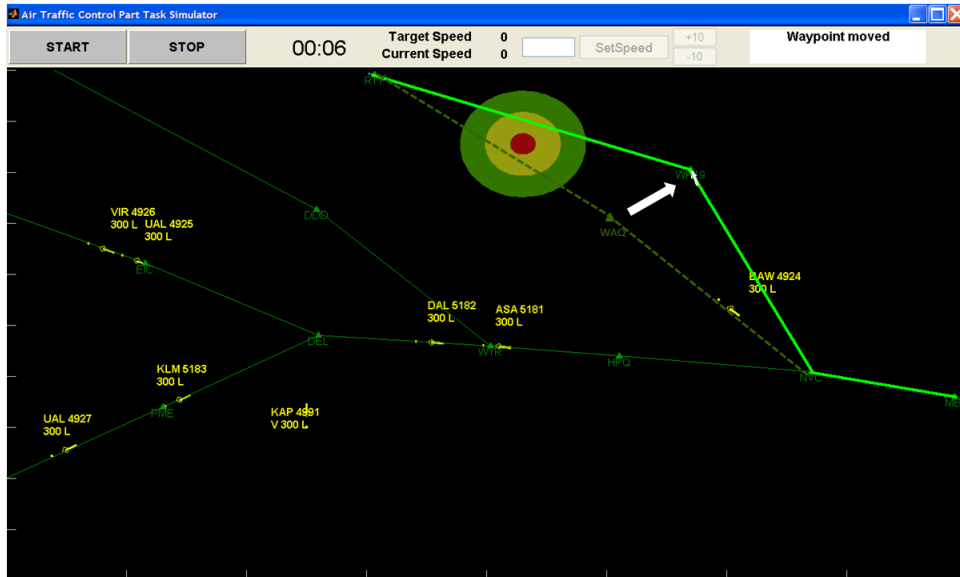 Air Traffic Control Part Task Simulator
START
STOP
00:06
Target Speed 0
Current Speed 0
SetSpeed
+10
-10
Waypoint moved
DDD
WAQ
VIR 4926
300 L
UAL 4925
300 L
EIC
BAW 4924
300 L
DAL 5182
300 L
ASA 5181
300 L
DEL
WYR
HPQ
KLM 5183
300 L
PME
KAP 4991
V 300 L
UAL 4927
300 L